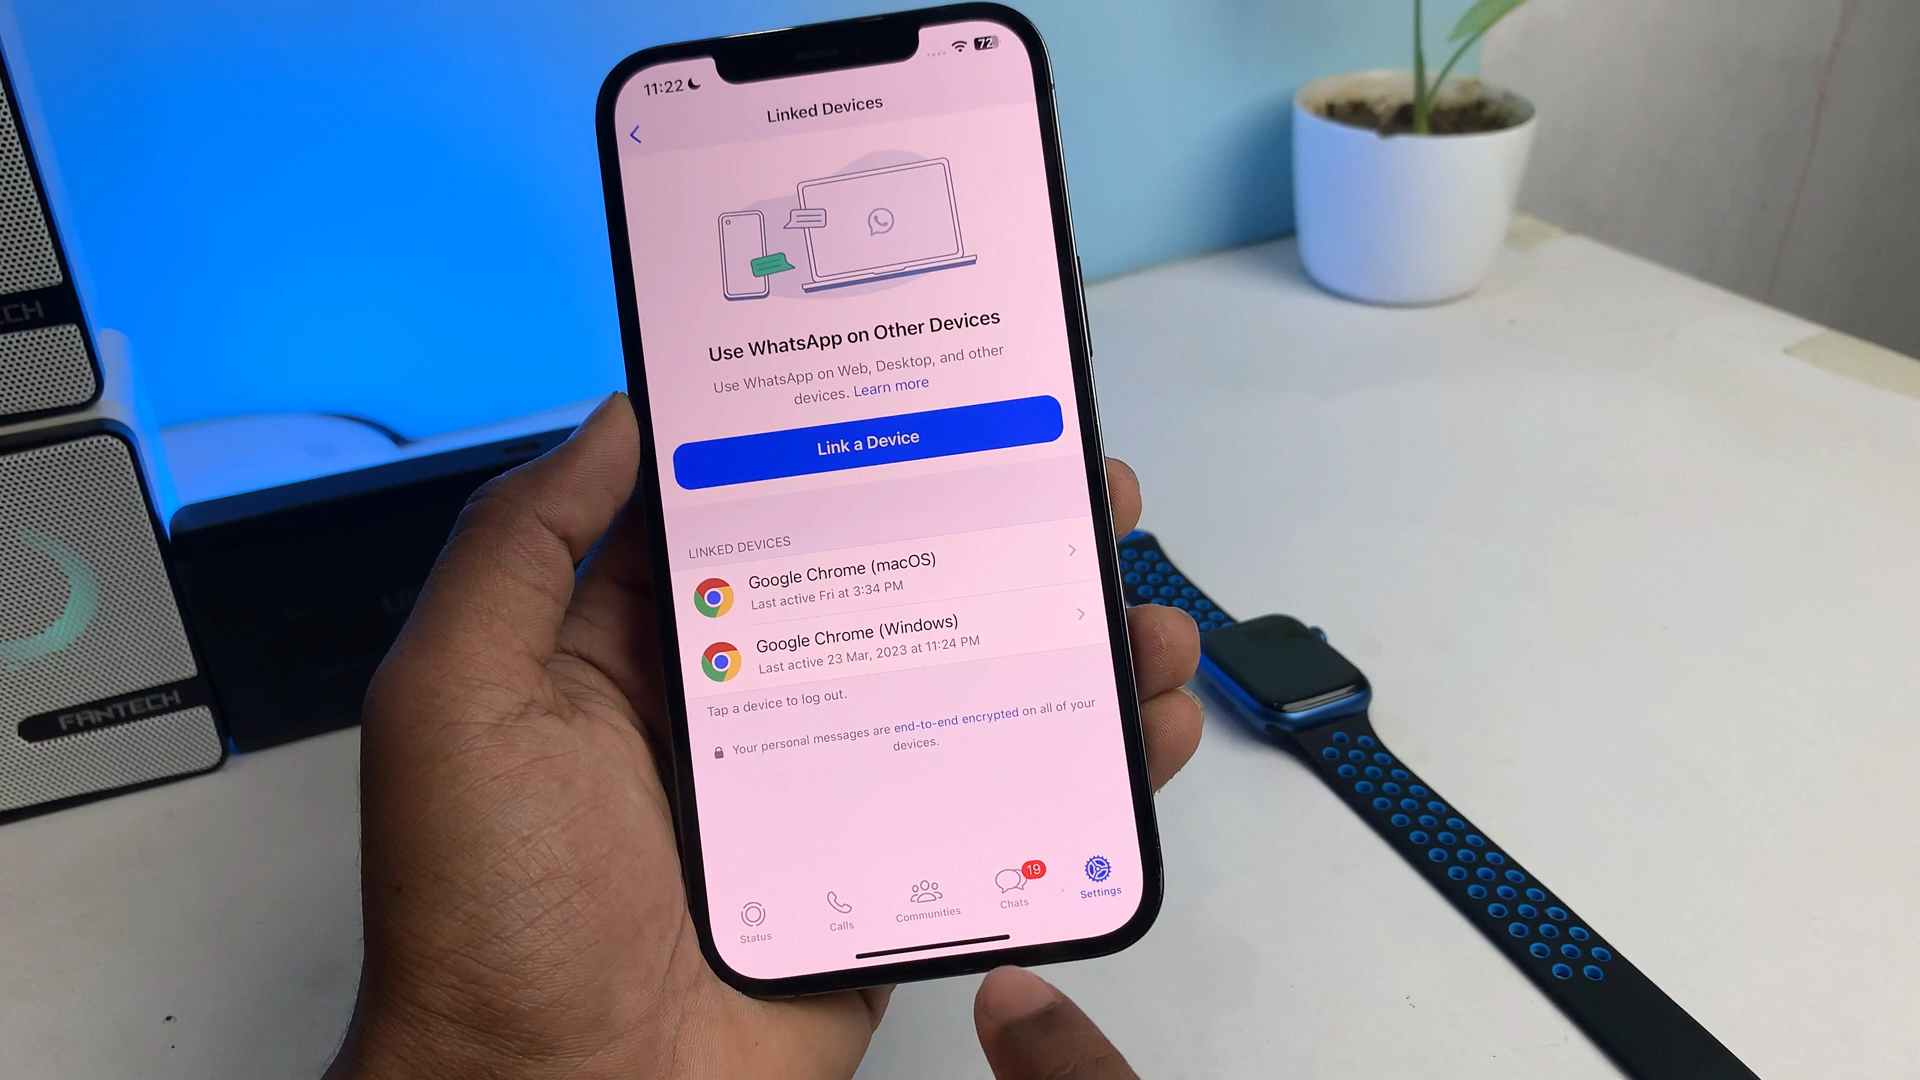 11:22
72
Linked Devices
Use WhatsApp on Other Devices
Use WhatsApp on Web, Desktop, and other
devices. Learn more
Link a Device
LINKED DEVICES
Google Chrome (macOS)
Last active Fri at 3:34 PM
Google Chrome (Windows)
Last active 23 Mar, 2023 at 11:24 PM
Tap a device to log out.
Your personal messages are end-to-end encrypted on all of your
devices.
Status
Calls
Communities
19
Chats
Settings
FANTECH